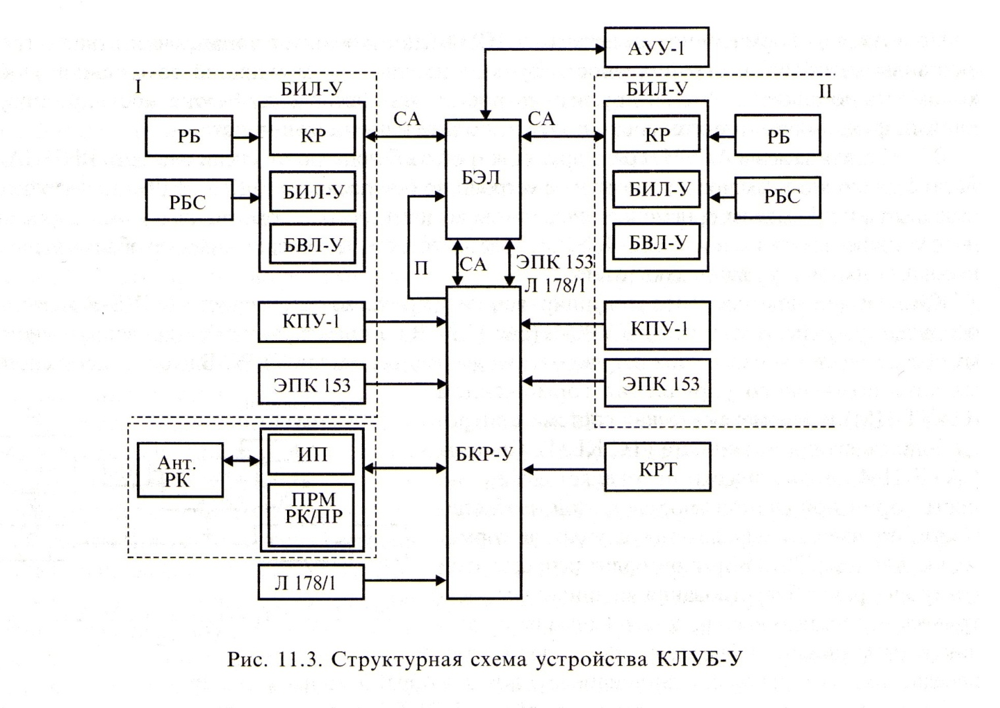 АУУ-1
I
БИЛ-У
БИЛ-У
II
РБ
КР
СА
СА
КР
РБ
БЭЛ
РБС
БИЛ-У
БИЛ-У
РБС
БВЛ-У
БВЛ-У
П
СА
ЭПК 153
Л 178/1
КПУ-1
КПУ-1
ЭПК 153
ЭПК 153
Ант.
РК
ИП
БКР-У
КРТ
ПРМ
РК/ПР
Л 178/1
Рис. 11.3. Структурная схема устройства КЛУБ-У